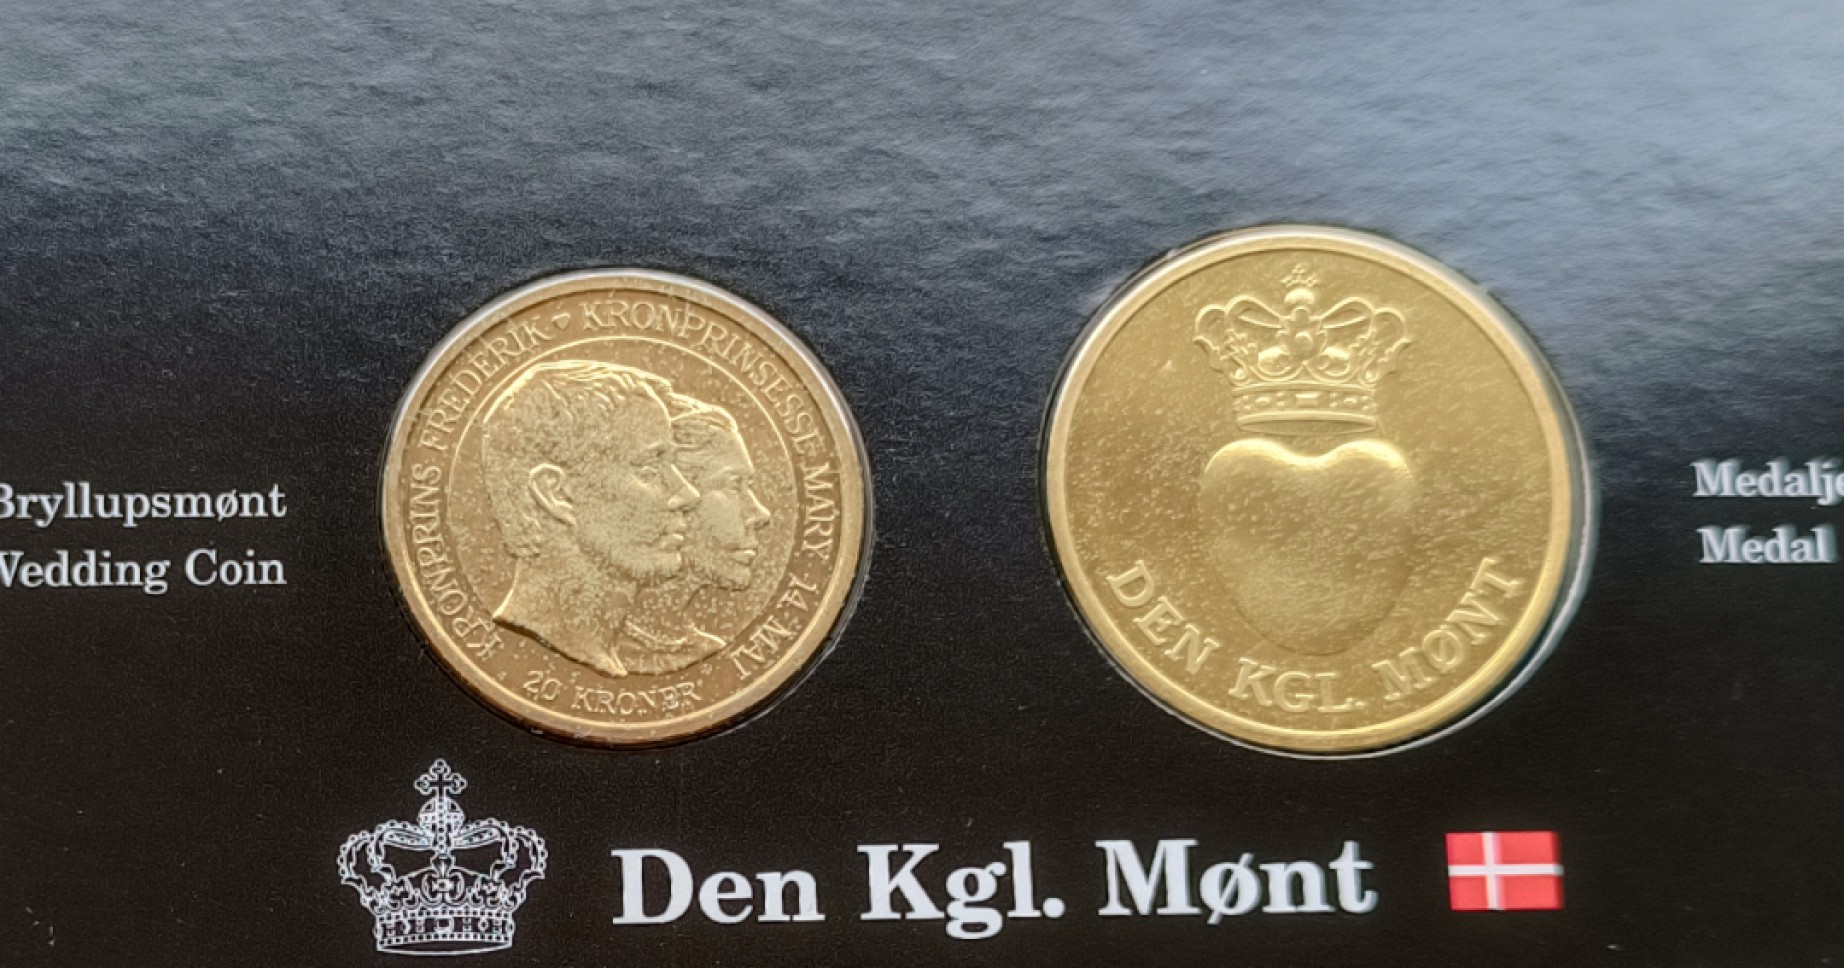 Bryllupsmønt
Wedding Coin
KRONPRINS FREDERIK KRONPRINSESSE MARY 14. MAJ
20 KRONER
DEN KGL. MØNT
Medalje
Medal
Den Kgl. Mønt